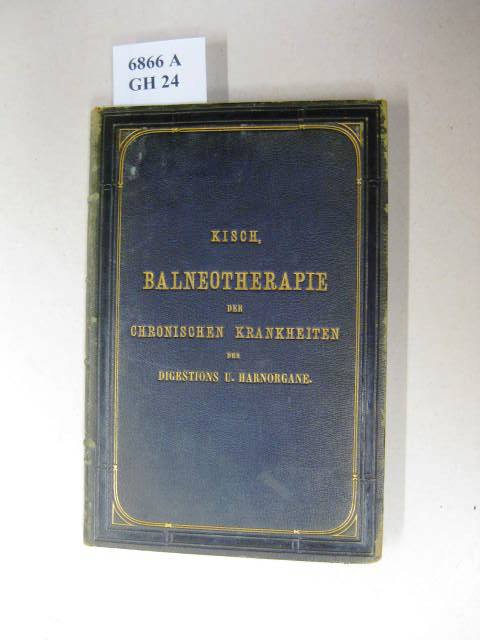 6866 A
GH 24
KISCH,
BALNEOTHERAPIE
DER
CHRONISCHEN KRANKHEITEN
DER
DIGESTIONS U. HARNORGANE.